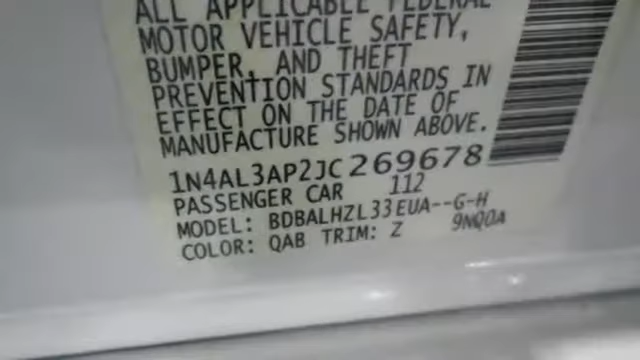 ALL APPLICABLE FEDERAL
MOTOR VEHICLE SAFETY,
BUMPER, AND THEFT
PREVENTION STANDARDS IN
EFFECT ON THE DATE OF
MANUFACTURE SHOWN ABOVE.
1N4AL3AP2JC269678
PASSENGER CAR 112
MODEL: BDBALHZL33EUA--G-H
COLOR: QAB TRIM: Z 9NQ0A